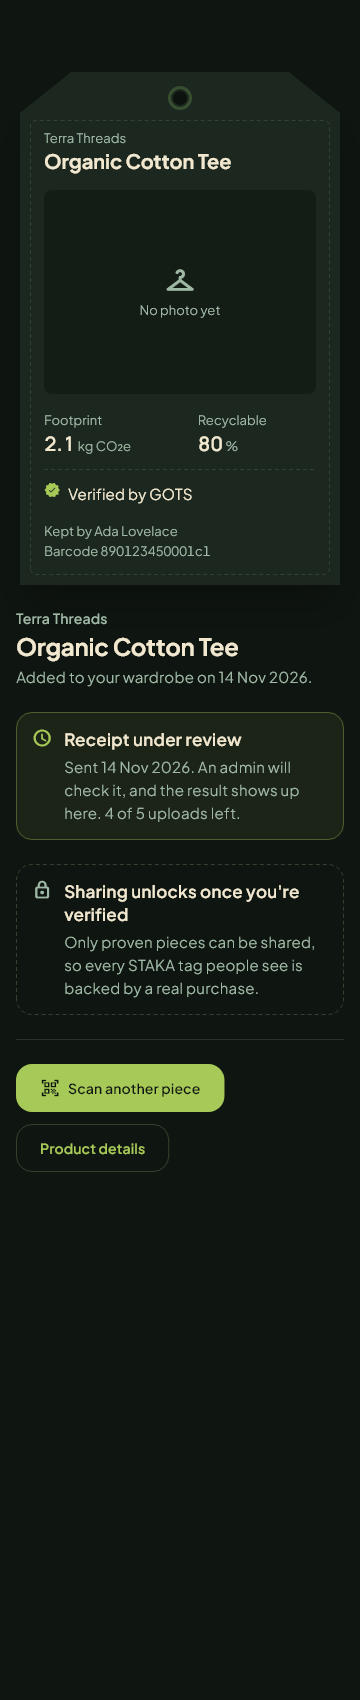 Terra Threads
Organic Cotton Tee
No photo yet
Footprint Recyclable
2.1 kg CO₂e 80 %
Verified by GOTS
Kept by Ada Lovelace
Barcode 890123450001c1
Terra Threads
Organic Cotton Tee
Added to your wardrobe on 14 Nov 2026.
Receipt under review
Sent 14 Nov 2026. An admin will
check it, and the result shows up
here. 4 of 5 uploads left.
Sharing unlocks once you're
verified
Only proven pieces can be shared,
so every STAKA tag people see is
backed by a real purchase.
Scan another piece
Product details